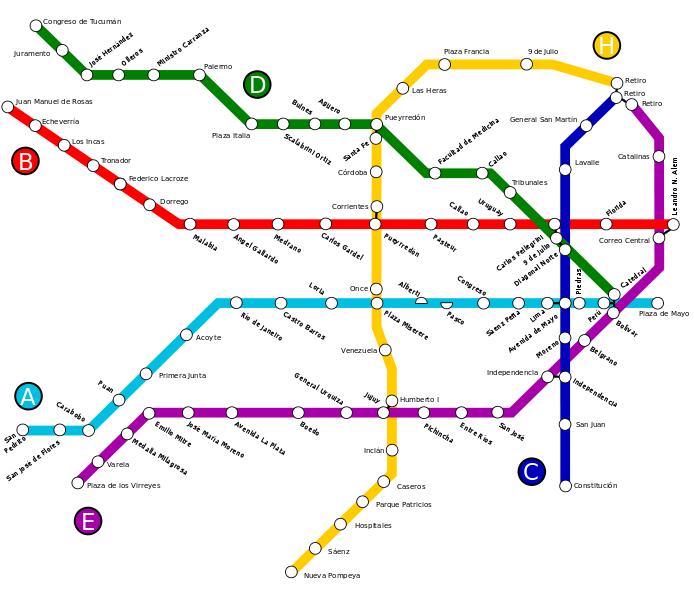 Congreso de Tucumán
Juramento
José Hernández
Olleros
Ministro Carranza
Palermo
D
Plaza Italia
Bulnes
Agüero
Scalabrini Ortiz
Pueyrredón
Santa Fe
Facultad de Medicina
Callao
Tribunales
H
Plaza Francia
9 de Julio
Las Heras
Retiro
Retiro
Retiro
General San Martín
Lavalle
Catalinas
Leandro N. Alem
Juan Manuel de Rosas
Echeverría
Los Incas
Tronador
Federico Lacroze
Dorrego
B
Malabia
Angel Gallardo
Medrano
Carlos Gardel
Pueyrredon
Pasteur
Callao
Uruguay
Carlos Pellegrini
9 de Julio
Diagonal Norte
Florida
Correo Central
Córdoba
Corrientes
Once
Catedral
Piedras
Plaza de Mayo
Perú
Bolivar
Belgrano
Loria
Alberti
Pasco
Congreso
Sáenz Peña
Lima
Avenida de Mayo
Moreno
Río de Janeiro
Castro Barros
Plaza Miserere
Acoyte
Primera Junta
Puan
Carabobo
A
San Pedrito
San José de Flores
Venezuela
Independencia
Independencia
General Urquiza
Jujuy
Humberto I
Emilio Mitre
José María Moreno
Avenida La Plata
Boedo
Pichincha
Entre Ríos
San José
San Juan
Medalla Milagrosa
Varela
Plaza de los Virreyes
E
C
Constitución
Inclán
Caseros
Parque Patricios
Hospitales
Sáenz
Nueva Pompeya